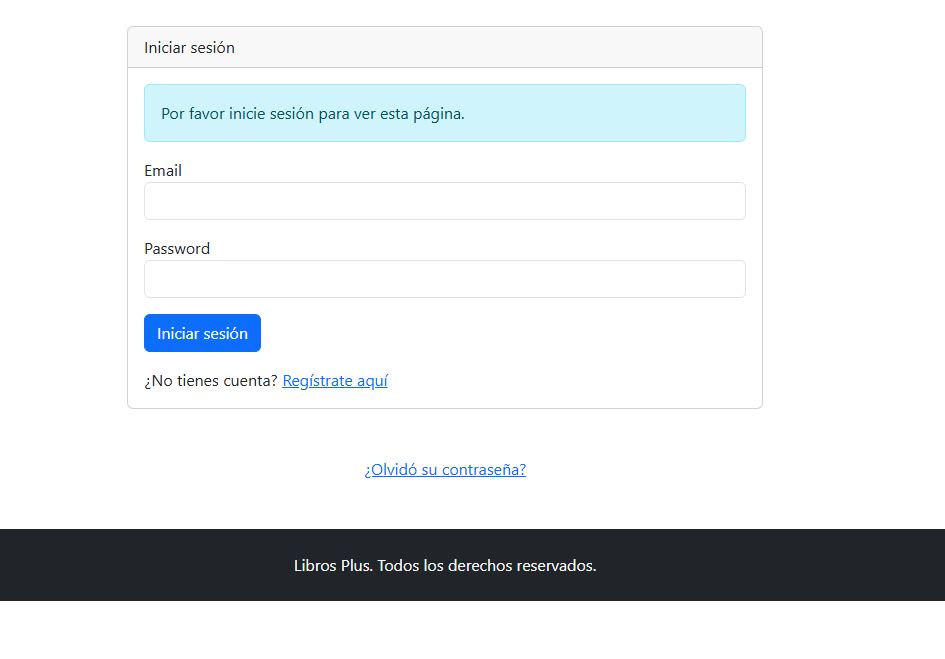 Iniciar sesión
Por favor inicie sesión para ver esta página.
Email
Password
Iniciar sesión
¿No tienes cuenta? Regístrate aquí
¿Olvidó su contraseña?
Libros Plus. Todos los derechos reservados.